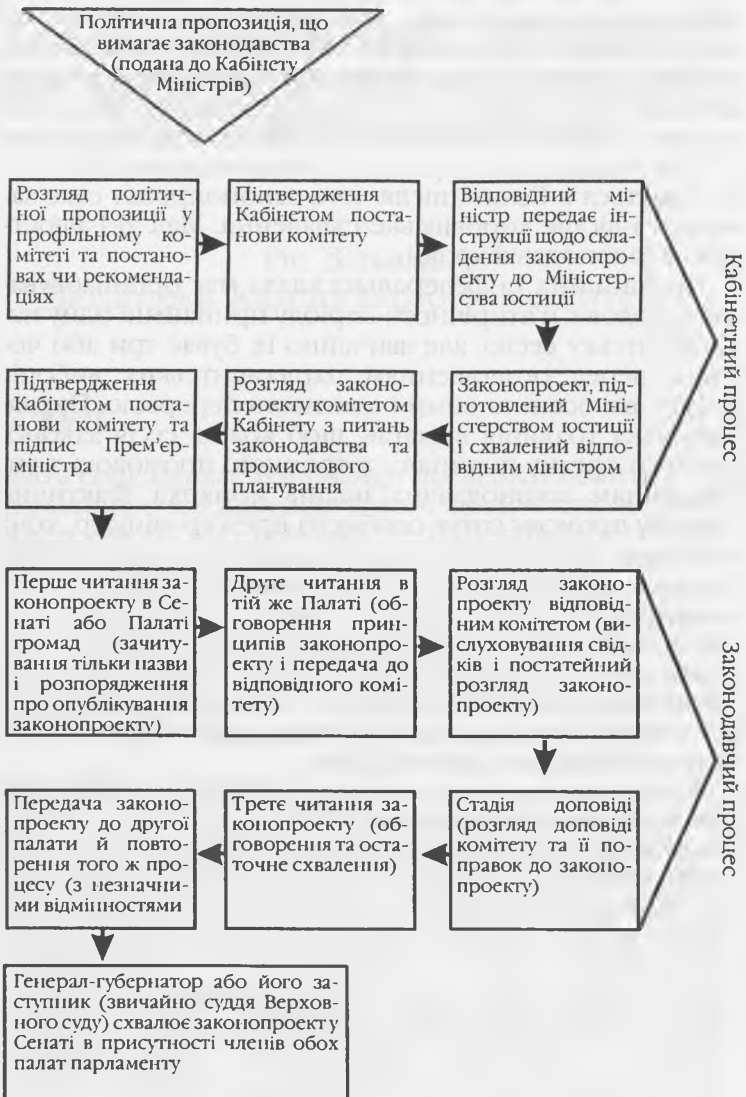 Політична пропозиція, що
вимагає законодавства
(подана до Кабінету
Міністрів)
Розгляд політич-
ної пропозиції у
профільному ко-
мітеті та постано-
вах чи рекоменда-
ціях
Підтвердження
Кабінетом поста-
нови комітету
Відповідний мі-
ністр передає ін-
струкції щодо скла-
дення законопро-
екту до Міністер-
ства юстиції
Кабінетний процес
Законопроект, під-
готовлений Міні-
стерством юстиції
і схвалений відпо-
відним міністром
Розгляд законо-
проекту комітетом
Кабінету з питань
законодавства та
промислового
планування
Підтвердження
Кабінетом поста-
нови комітету та
підпис Прем'єр-
міністра
Перше читання за-
конопроекту в Се-
наті або Палаті
громад (зачиту-
вання тільки назви
і розпорядження
про опублікування
законопроекту)
Друге читання в
тій же Палаті (об-
говорення прин-
ципів законопро-
екту і передача до
відповідного комі-
тету)
Розгляд законо-
проекту відповід-
ним комітетом (ви-
слуховування свід-
ків і постатейний
розгляд законо-
проекту)
Законодавчий процес
Стадія доповіді
(розгляд доповіді
комітету та її по-
правок до законо-
проекту)
Третє читання за-
конопроекту (об-
говорення та оста-
точне схвалення)
Передача законо-
проекту до другої
палати й повто-
рення того ж про-
цесу (з незначни-
ми відмінностями
Генерал-губернатор або його за-
ступник (звичайно суддя Верхов-
ного суду) схвалює законопроект у
Сенаті в присутності членів обох
палат парламенту